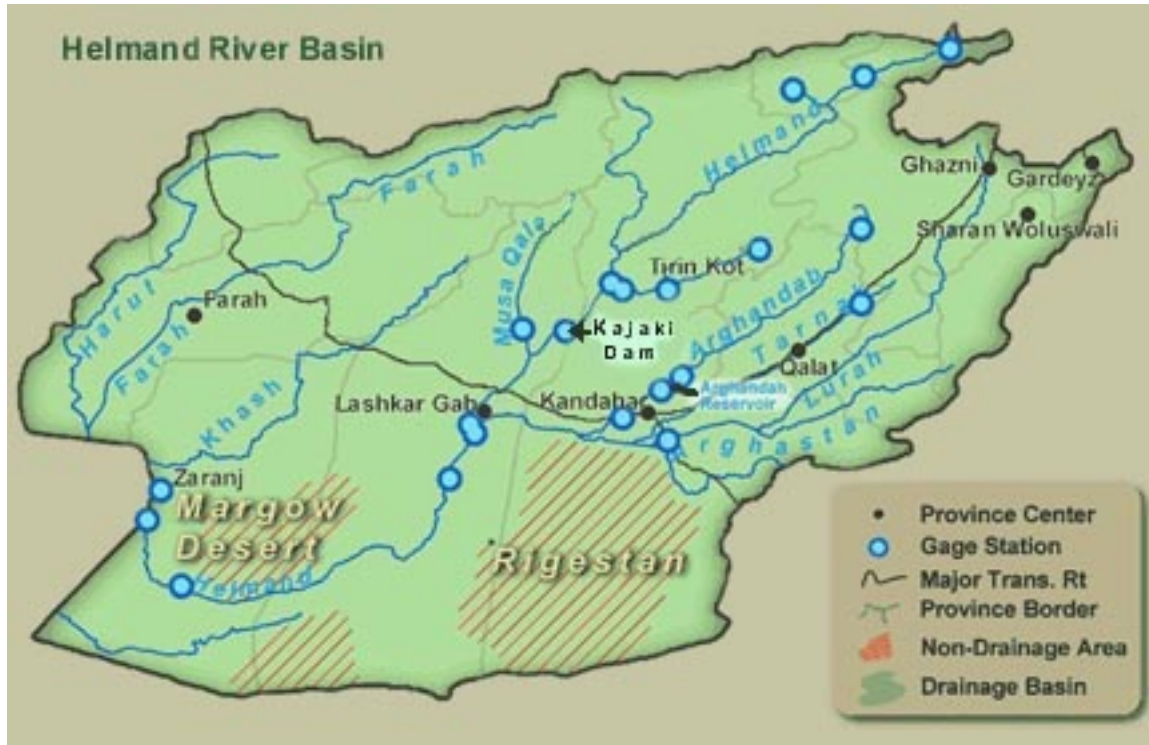 Helmand River Basin
Helmand
Ghazni
Gardeyz
Sharan Woluswali
Farah
Musa Qala
Tirin Kot
Arghandab
Tarnak
Harut
Farah
Farah
Kajaki
Dam
Qalat
Lurah
Khash
Lashkar Gah
Kandahar
Arghandab
Reservoir
Arghastan
Zaranj
Margow
Desert
Rigestan
Helmand
Province Center
Gage Station
Major Trans. Rt
Province Border
Non-Drainage Area
Drainage Basin